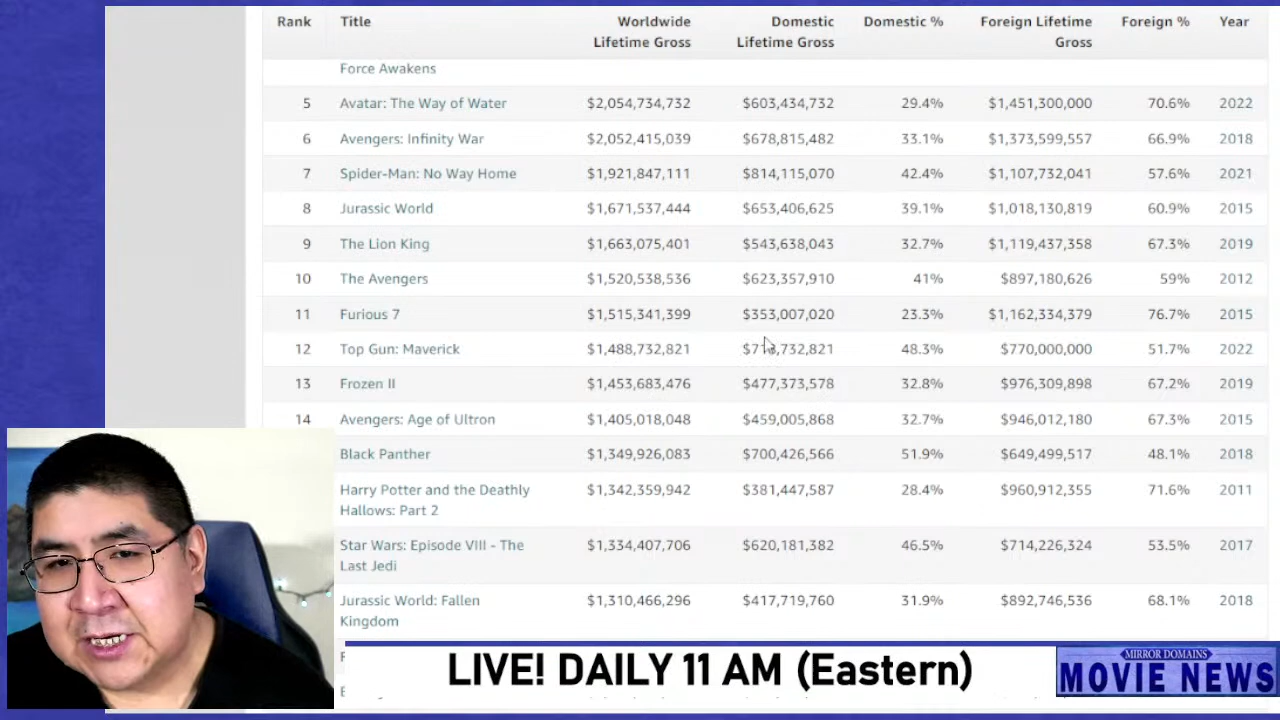 Rank Title Worldwide Lifetime Gross Domestic Lifetime Gross Domestic % Foreign Lifetime Gross Foreign % Year
Force Awakens
5 Avatar: The Way of Water $2,054,734,732 $603,434,732 29.4% $1,451,300,000 70.6% 2022
6 Avengers: Infinity War $2,052,415,039 $678,815,482 33.1% $1,373,599,557 66.9% 2018
7 Spider-Man: No Way Home $1,921,847,111 $814,115,070 42.4% $1,107,732,041 57.6% 2021
8 Jurassic World $1,671,537,444 $653,406,625 39.1% $1,018,130,819 60.9% 2015
9 The Lion King $1,663,075,401 $543,638,043 32.7% $1,119,437,358 67.3% 2019
10 The Avengers $1,520,538,536 $623,357,910 41% $897,180,626 59% 2012
11 Furious 7 $1,515,341,399 $353,007,020 23.3% $1,162,334,379 76.7% 2015
12 Top Gun: Maverick $1,488,732,821 48.3% $770,000,000 51.7% 2022
13 Frozen II $1,453,683,476 $477,373,578 32.8% $976,309,898 67.2% 2019
14 Avengers: Age of Ultron $1,405,018,048 $459,005,868 32.7% $946,012,180 67.3% 2015
Black Panther $1,349,926,083 $700,426,566 51.9% $649,499,517 48.1% 2018
Harry Potter and the Deathly $1,342,359,942 $381,447,587 28.4% $960,912,355 71.6% 2011
Hallows: Part 2
Star Wars: Episode VIII - The $1,334,407,706 $620,181,382 46.5% $714,226,324 53.5% 2017
Last Jedi
Jurassic World: Fallen $1,310,466,296 $417,719,760 31.9% $892,746,536 68.1% 2018
Kingdom
LIVE! DAILY 11 AM (Eastern)
MIRROR DOMAINS
MOVIE NEWS